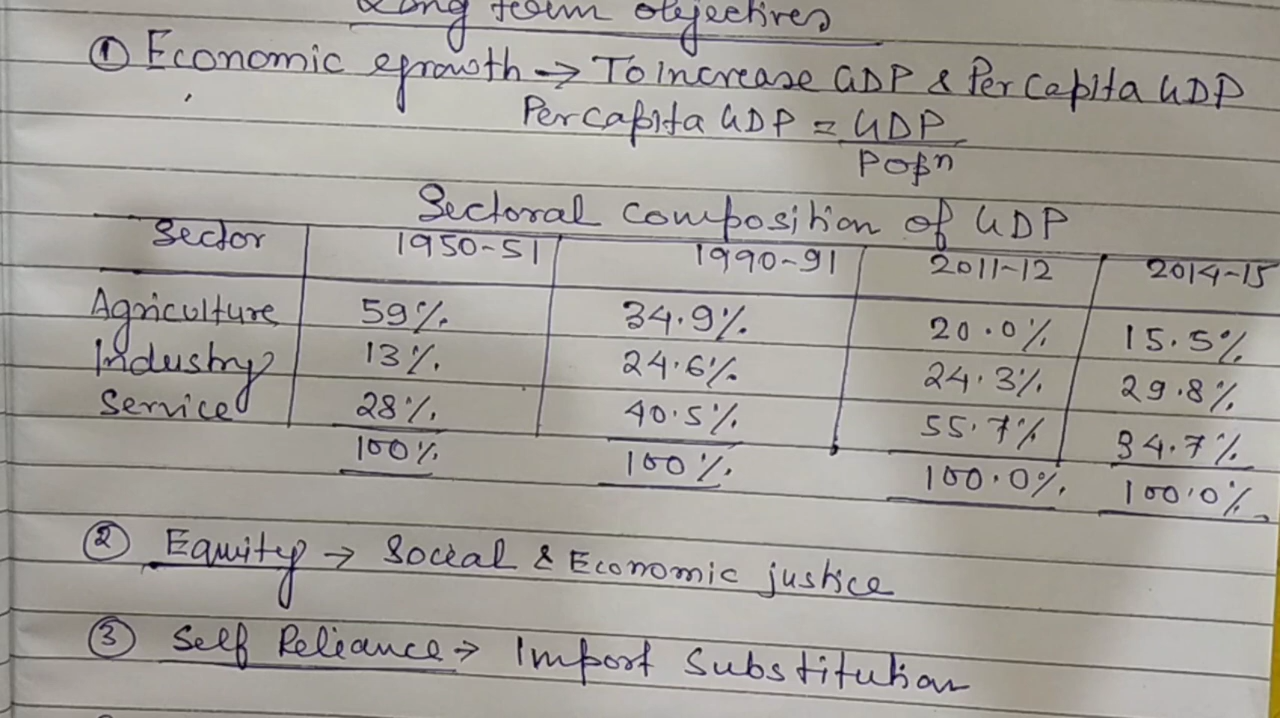 Long term objectives
① Economic growth → To Increase GDP & Per Capita GDP
Per Capita GDP = GDP
Popn
Sectoral composition of GDP
Sector 1950-51 1990-91 2011-12 2014-15
Agriculture 59% 34.9% 20.0% 15.5%
Industry 13% 24.6% 24.3% 29.8%
Service 28% 40.5% 55.7% 34.7%
100% 100% 100.0% 100.0%
② Equity → Social & Economic justice
③ Self Reliance → Import Substitution